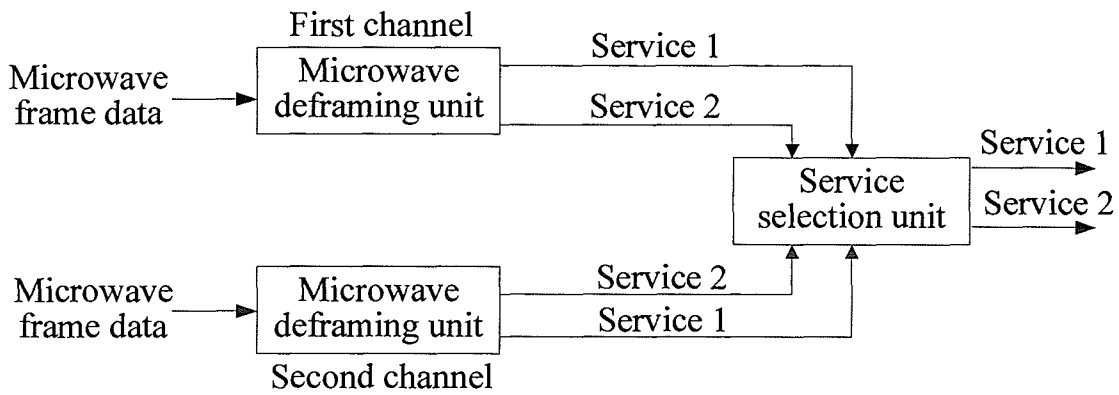 First channel
Microwave
frame data
Microwave
deframing unit
Service 1
Service 2
Service
selection unit
Service 1
Service 2
Microwave
frame data
Microwave
deframing unit
Service 2
Service 1
Second channel